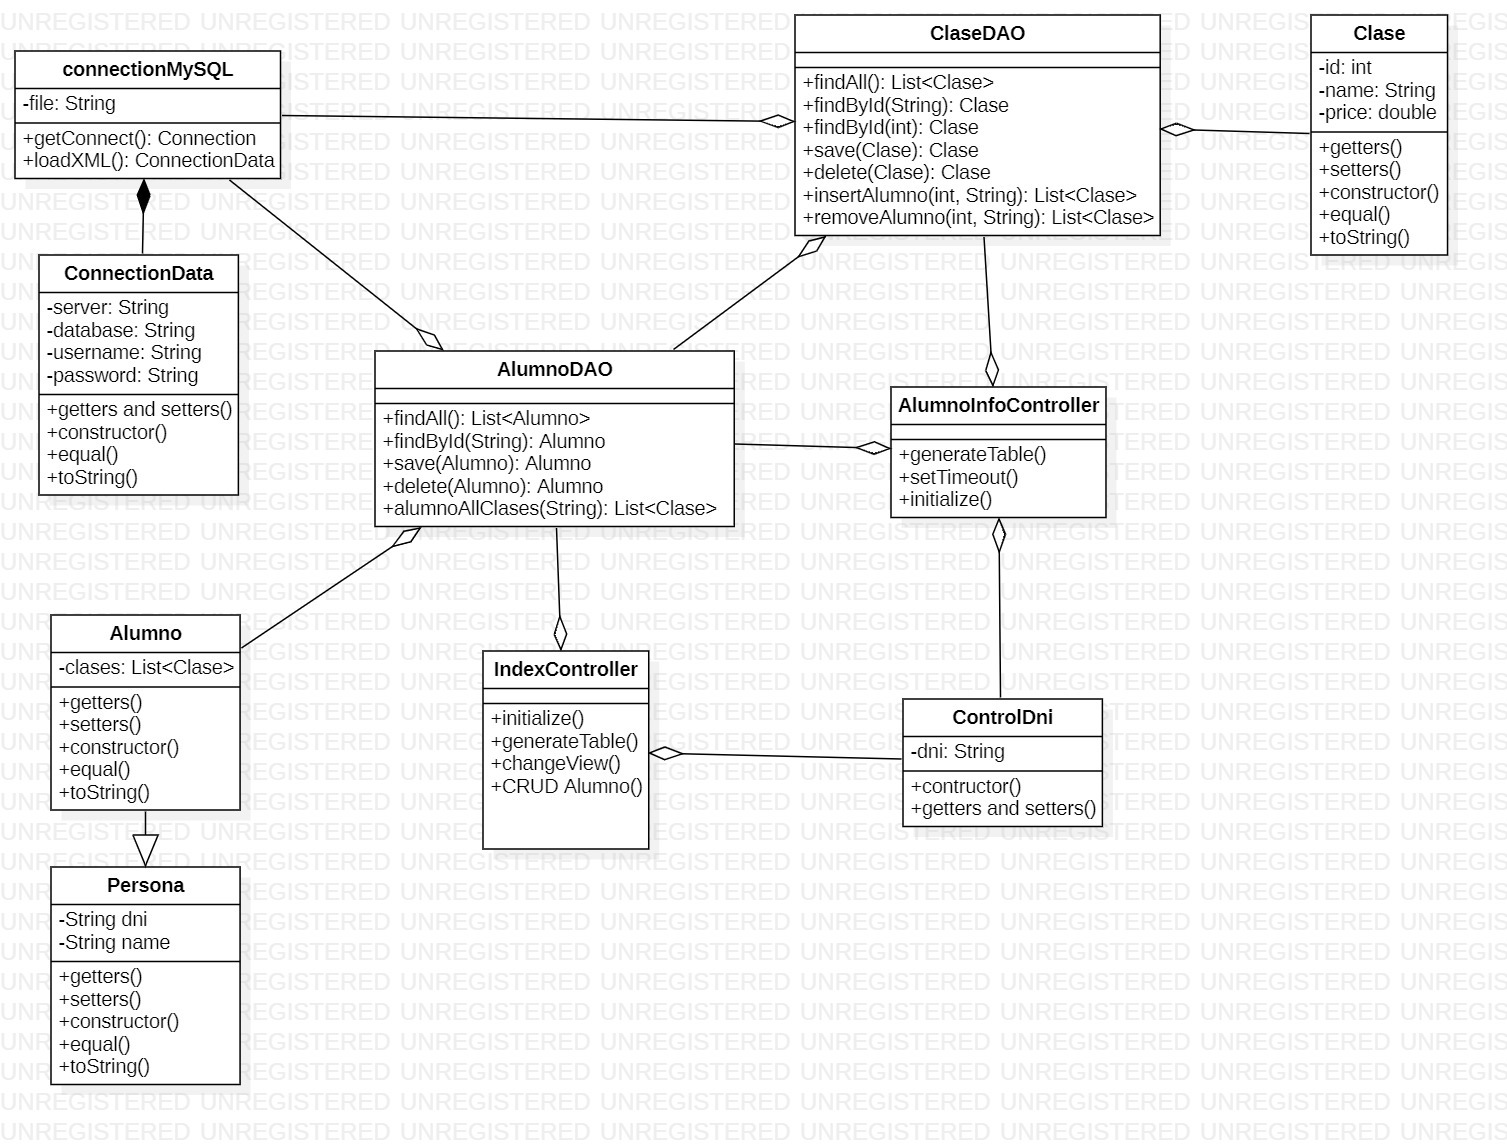 connectionMySQL
-file: String
+getConnect(): Connection
+loadXML(): ConnectionData
ClaseDAO
+findAll(): List<Clase>
+findById(String): Clase
+findById(int): Clase
+save(Clase): Clase
+delete(Clase): Clase
+insertAlumno(int, String): List<Clase>
+removeAlumno(int, String): List<Clase>
Clase
-id: int
-name: String
-price: double
+getters()
+setters()
+constructor()
+equal()
+toString()
ConnectionData
-server: String
-database: String
-username: String
-password: String
+getters and setters()
+constructor()
+equal()
+toString()
AlumnoDAO
+findAll(): List<Alumno>
+findById(String): Alumno
+save(Alumno): Alumno
+delete(Alumno): Alumno
+alumnoAllClases(String): List<Clase>
AlumnoInfoController
+generateTable()
+setTimeout()
+initialize()
Alumno
-clases: List<Clase>
+getters()
+setters()
+constructor()
+equal()
+toString()
IndexController
+initialize()
+generateTable()
+changeView()
+CRUD Alumno()
ControlDni
-dni: String
+contructor()
+getters and setters()
Persona
-String dni
-String name
+getters()
+setters()
+constructor()
+equal()
+toString()
UNREGISTERED